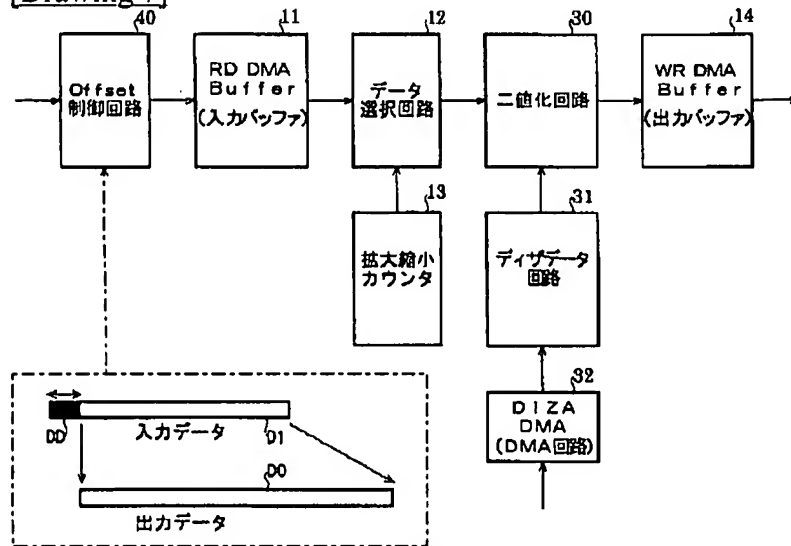 [Drawing 7]
40
11
12
30
14
Offset
制御回路
RD DMA
Buffer
(入力バッファ)
データ
選択回路
二値化回路
WR DMA
Buffer
(出力バッファ)
13
31
拡大縮小
カウンタ
ディザデータ
回路
32
DIZA
DMA
(DMA回路)
DD
入力データ
D1
DO
出力データ